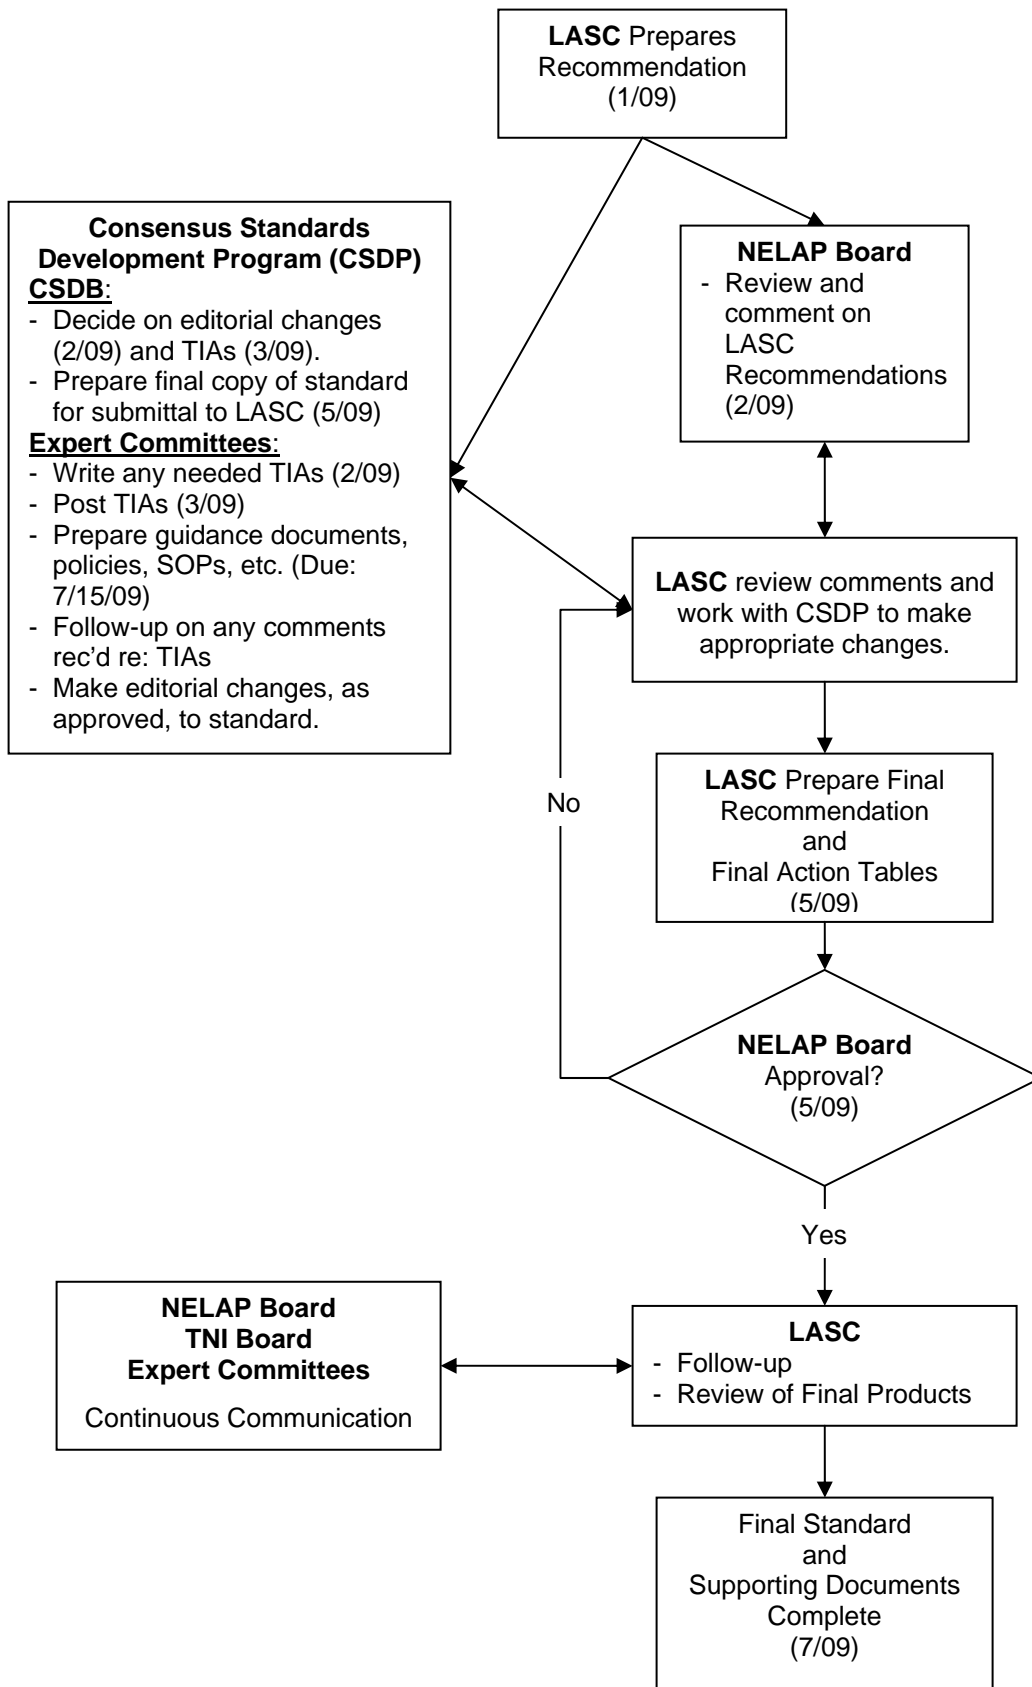 LASC Prepares
Recommendation
(1/09)
Consensus Standards
Development Program (CSDP)
CSDB:
- Decide on editorial changes
(2/09) and TIAs (3/09).
- Prepare final copy of standard
for submittal to LASC (5/09)
Expert Committees:
- Write any needed TIAs (2/09)
- Post TIAs (3/09)
- Prepare guidance documents,
policies, SOPs, etc. (Due:
7/15/09)
- Follow-up on any comments
rec'd re: TIAs
- Make editorial changes, as
approved, to standard.
NELAP Board
- Review and
comment on
LASC
Recommendations
(2/09)
LASC review comments and
work with CSDP to make
appropriate changes.
LASC Prepare Final
Recommendation
and
Final Action Tables
(5/09)
No
NELAP Board
Approval?
(5/09)
Yes
NELAP Board
TNI Board
Expert Committees
Continuous Communication
LASC
- Follow-up
- Review of Final Products
Final Standard
and
Supporting Documents
Complete
(7/09)